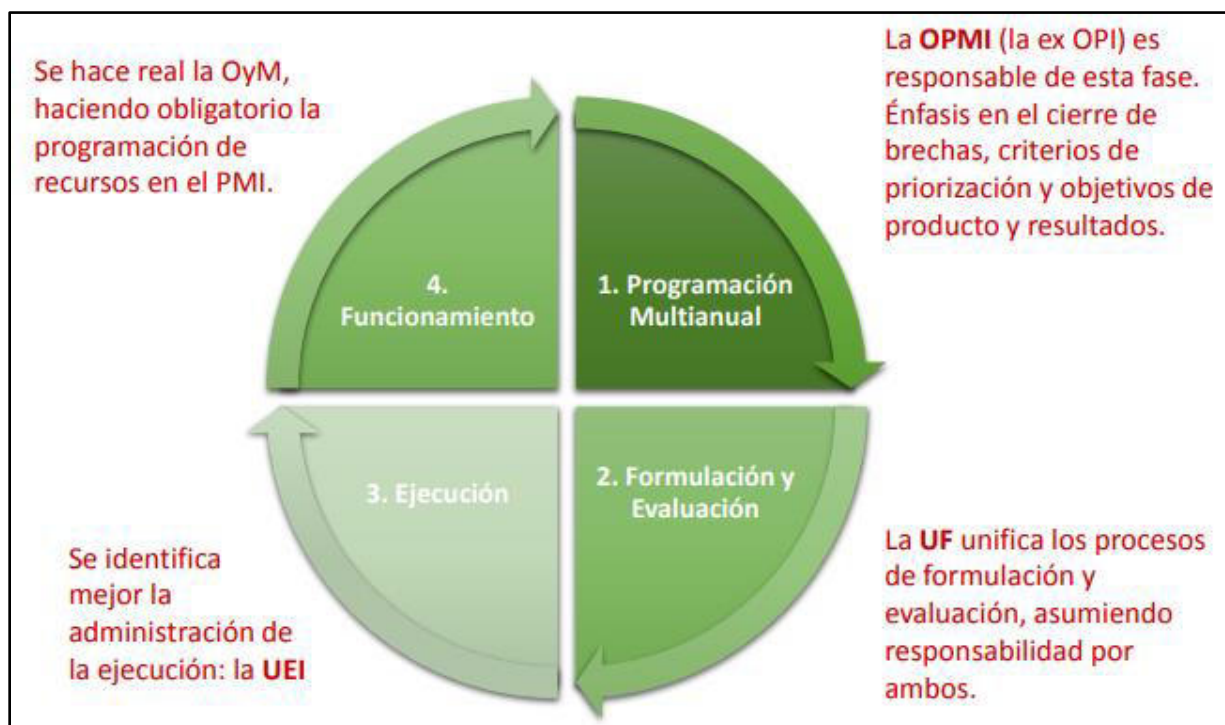 Se hace real la OyM,
haciendo obligatorio la
programación de
recursos en el PMI.
La OPMI (la ex OPI) es
responsable de esta fase.
Énfasis en el cierre de
brechas, criterios de
priorización y objetivos de
producto y resultados.
4.
Funcionamiento
1. Programación
Multianual
3. Ejecución
2. Formulación y
Evaluación
Se identifica
mejor la
administración de
la ejecución: la UEI
La UF unifica los procesos
de formulación y
evaluación, asumiendo
responsabilidad por
ambos.